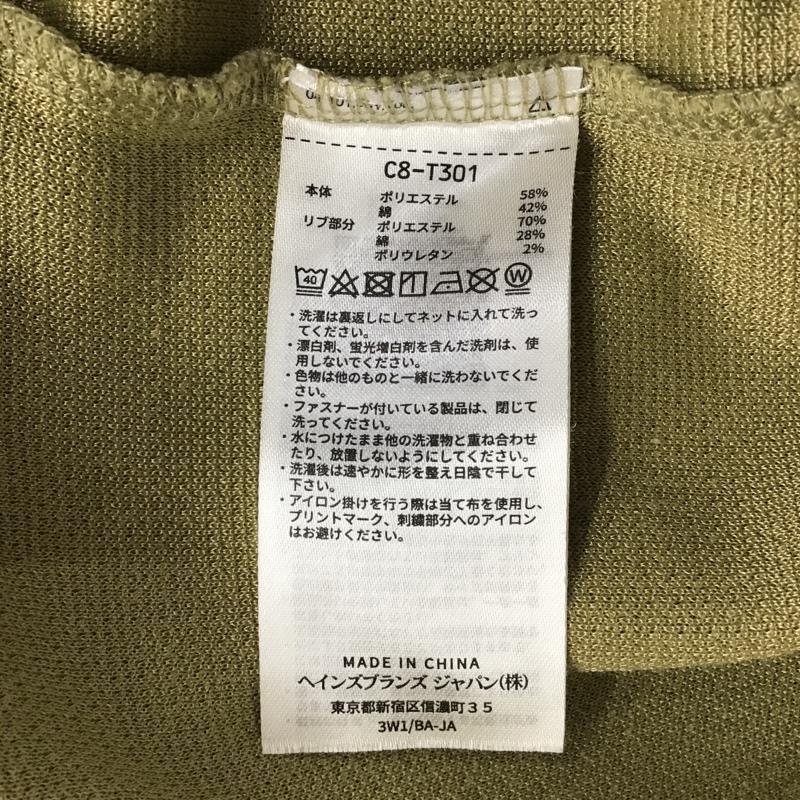 C8-T301
本体 ポリエステル 58%
綿 42%
リブ部分 ポリエステル 70%
綿 28%
ポリウレタン 2%
40 W
・洗濯は裏返しにしてネットに入れて洗っ
てください。
・漂白剤、蛍光増白剤を含んだ洗剤は、使
用しないでください。
・色物は他のものと一緒に洗わないでくだ
さい。
・ファスナーが付いている製品は、閉じて
洗ってください。
・水につけたまま他の洗濯物と重ね合わせ
たり、放置しないようにしてください。
・洗濯後は速やかに形を整え日陰で干して
下さい。
・アイロン掛けを行う際は当て布を使用し、
プリントマーク、刺繍部分へのアイロン
はお避けください。
MADE IN CHINA
ヘインズブランズ ジャパン(株)
東京都新宿区信濃町35
3W1/BA-JA